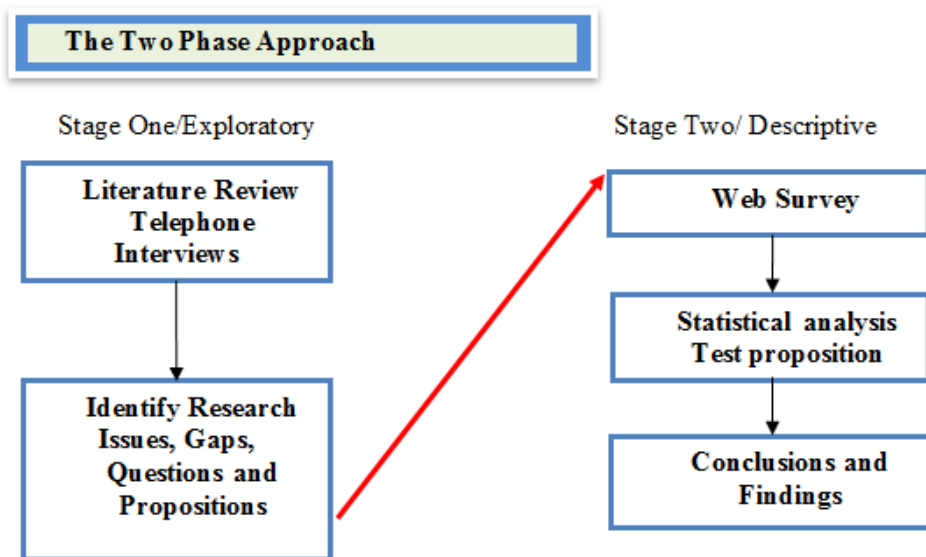 The Two Phase Approach
Stage One/Exploratory
Literature Review
Telephone
Interviews
Identify Research
Issues, Gaps,
Questions and
Propositions
Stage Two/ Descriptive
Web Survey
Statistical analysis
Test proposition
Conclusions and
Findings